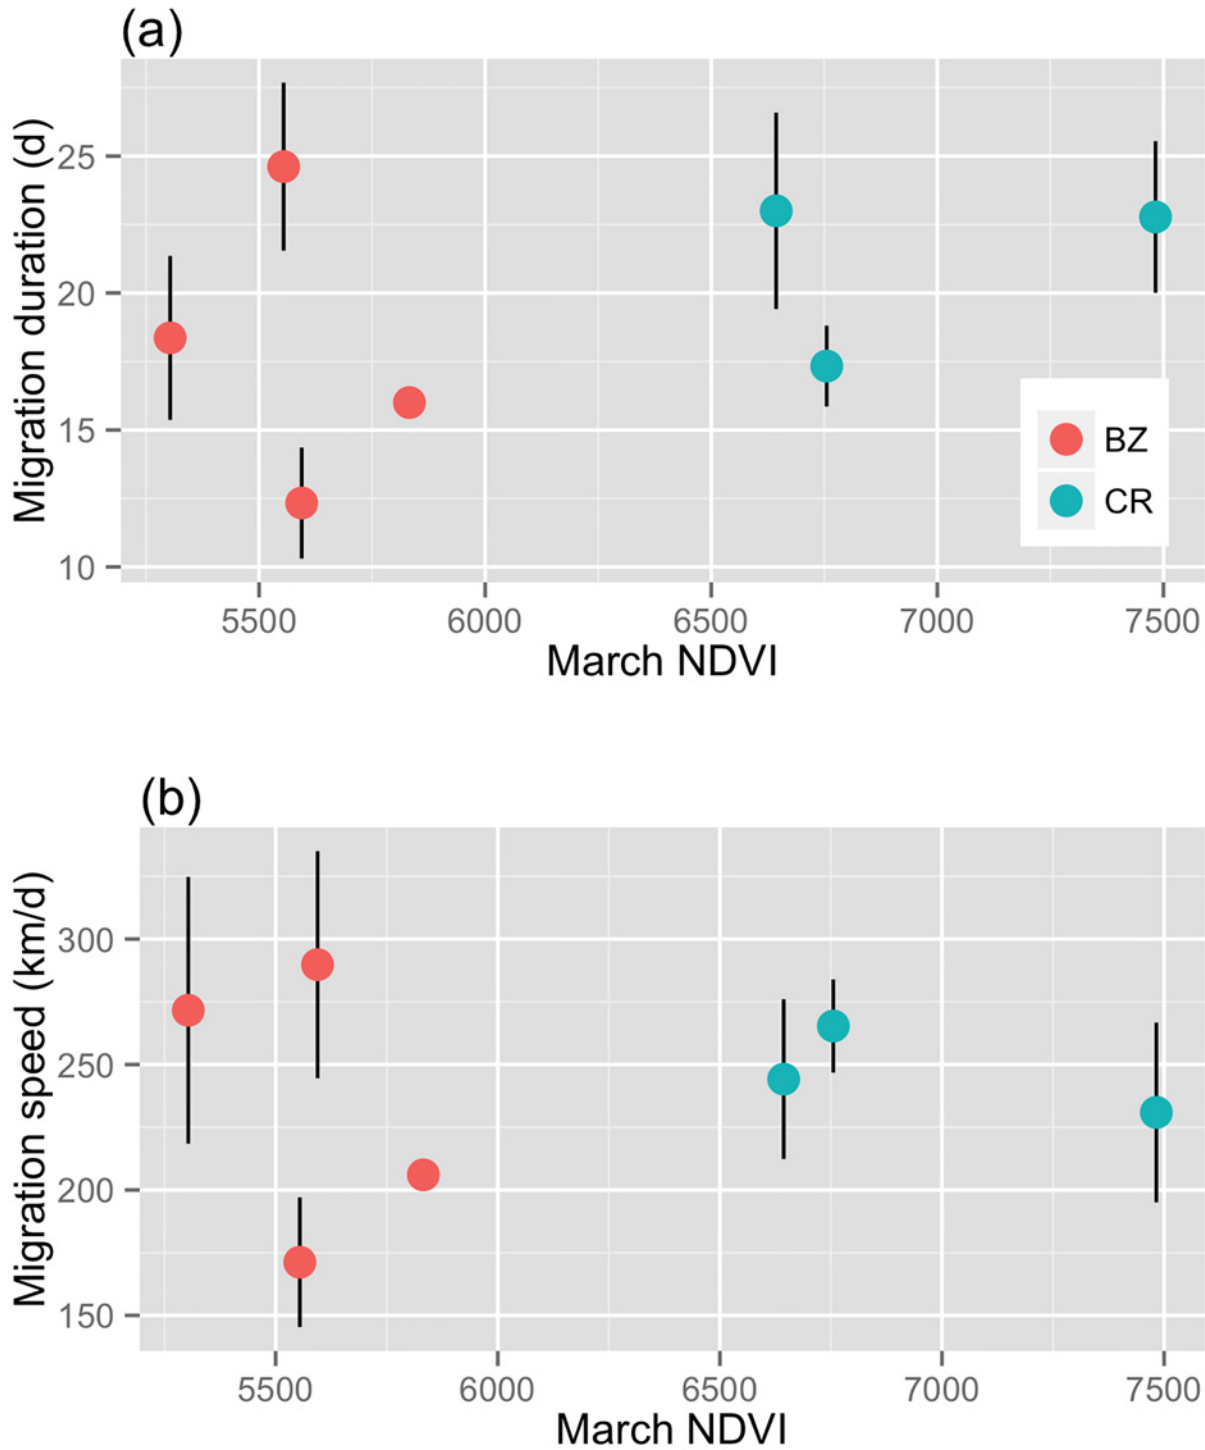 (a)
Migration duration (d)
25
20
15
10
BZ
CR
5500 6000 6500 7000 7500
March NDVI
(b)
Migration speed (km/d)
300
250
200
150
5500 6000 6500 7000 7500
March NDVI